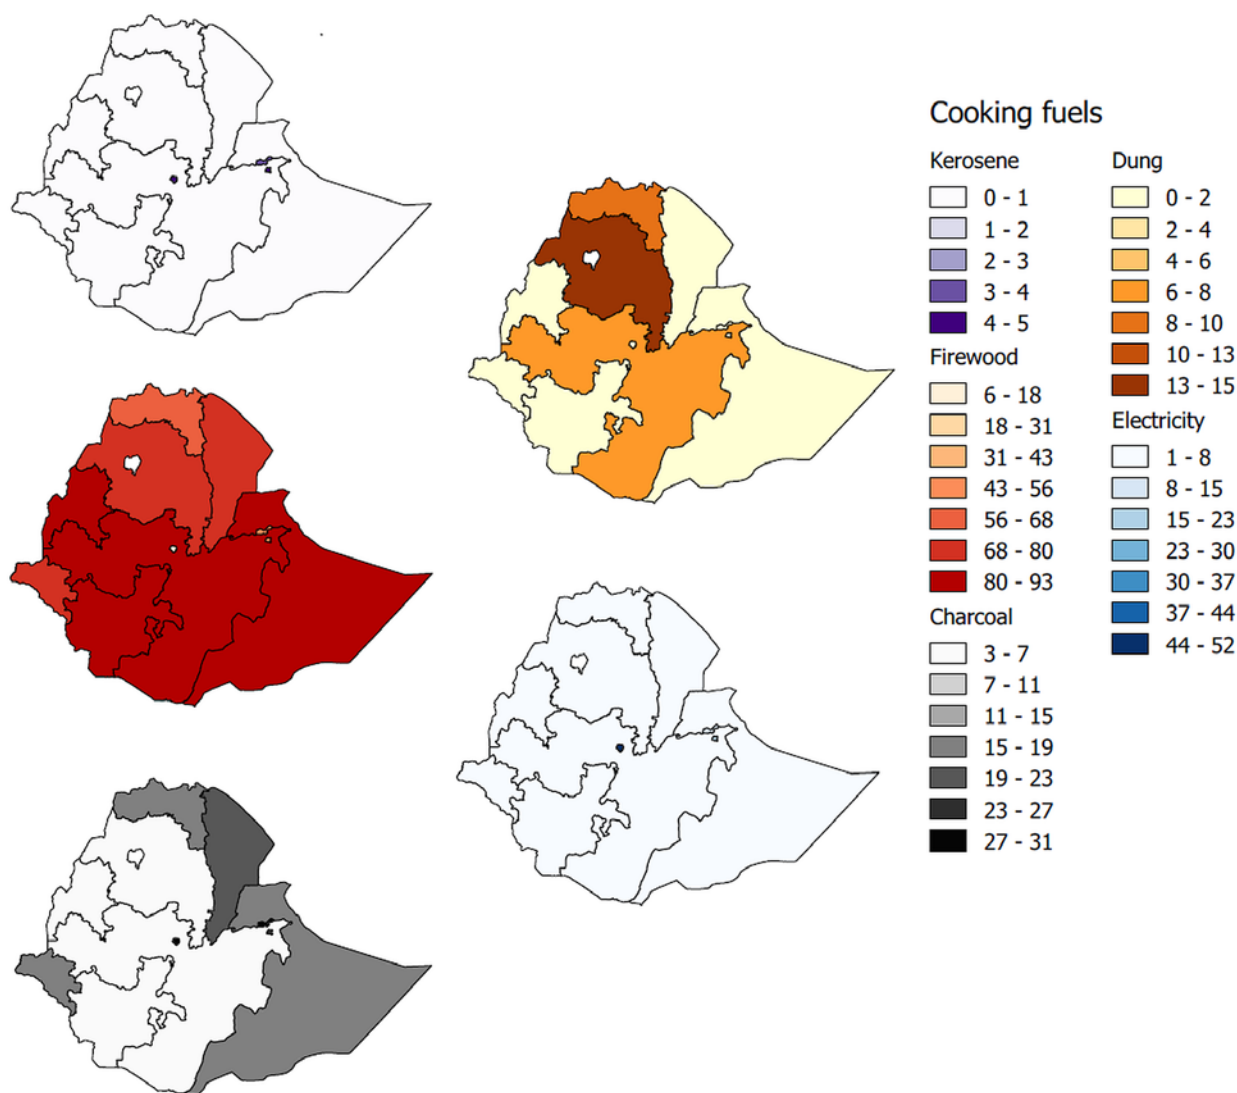 Cooking fuels
Kerosene
0 - 1
1 - 2
2 - 3
3 - 4
4 - 5
Firewood
6 - 18
18 - 31
31 - 43
43 - 56
56 - 68
68 - 80
80 - 93
Charcoal
3 - 7
7 - 11
11 - 15
15 - 19
19 - 23
23 - 27
27 - 31
Dung
0 - 2
2 - 4
4 - 6
6 - 8
8 - 10
10 - 13
13 - 15
Electricity
1 - 8
8 - 15
15 - 23
23 - 30
30 - 37
37 - 44
44 - 52